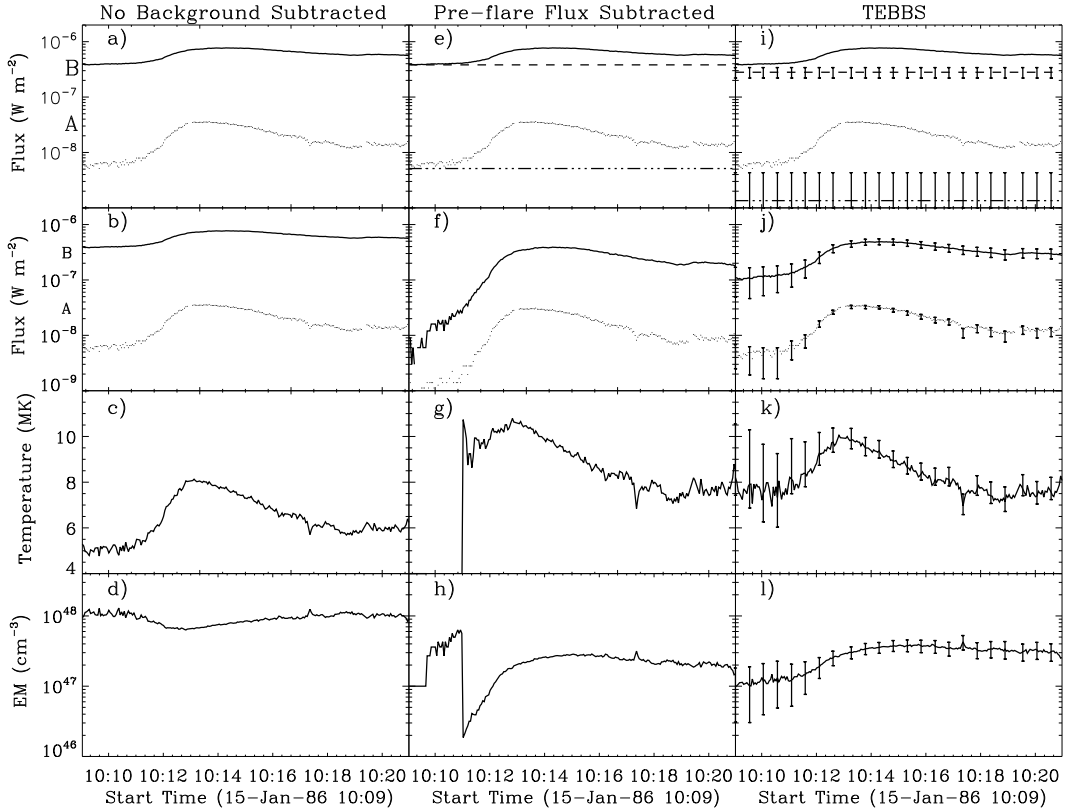 No Background Subtracted Pre-flare Flux Subtracted TEBBS
a) e) i)
10^-6
B
10^-7
A
10^-8
Flux (W m^-2)
b) f) j)
10^-6
B
10^-7
A
10^-8
10^-9
Flux (W m^-2)
c) g) k)
10
8
6
4
Temperature (MK)
d) h) l)
10^48
10^47
10^46
EM (cm^-3)
10:10 10:12 10:14 10:16 10:18 10:20 10:10 10:12 10:14 10:16 10:18 10:20 10:10 10:12 10:14 10:16 10:18 10:20
Start Time (15-Jan-86 10:09) Start Time (15-Jan-86 10:09) Start Time (15-Jan-86 10:09)